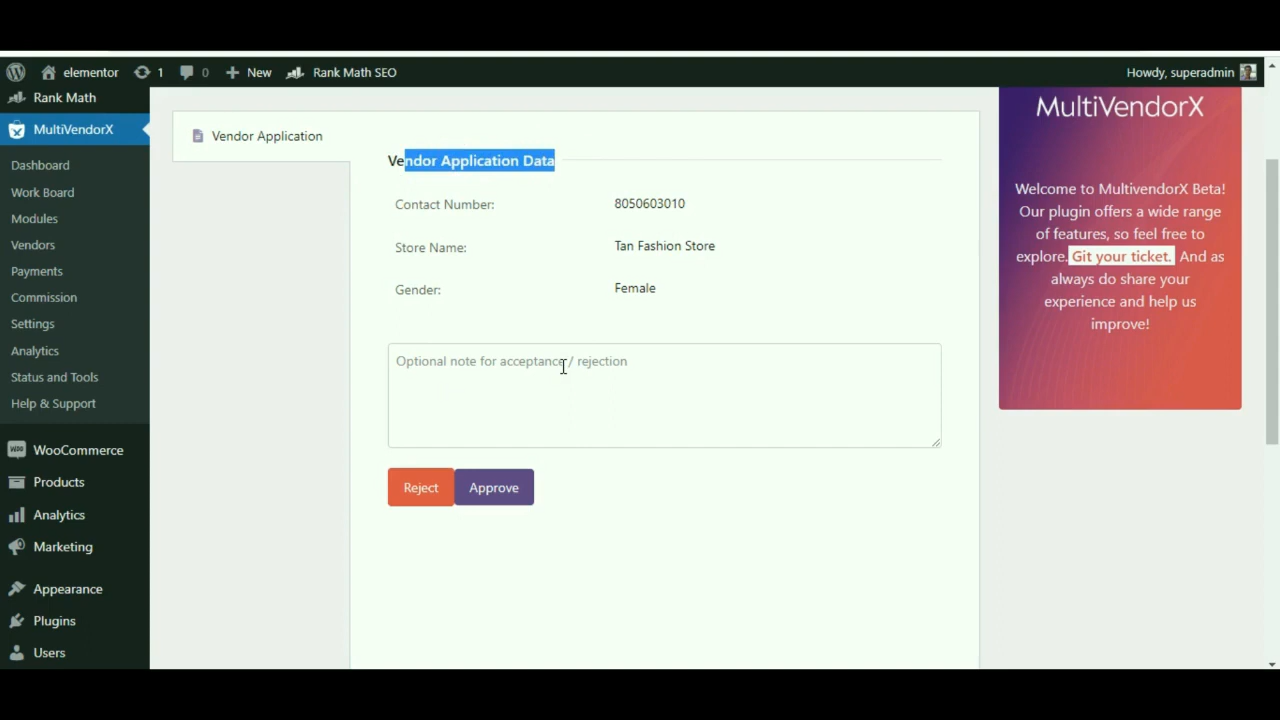 elementor 1 0 New Rank Math SEO Howdy, superadmin
Rank Math
MultiVendorX
Dashboard
Work Board
Modules
Vendors
Payments
Commission
Settings
Analytics
Status and Tools
Help & Support
WooCommerce
Products
Analytics
Marketing
Appearance
Plugins
Users
Vendor Application
Vendor Application Data
Contact Number: 8050603010
Store Name: Tan Fashion Store
Gender: Female
Optional note for acceptance / rejection
Reject Approve
MultiVendorX
Welcome to MultivendorX Beta!
Our plugin offers a wide range
of features, so feel free to
explore. Git your ticket. And as
always do share your
experience and help us
improve!